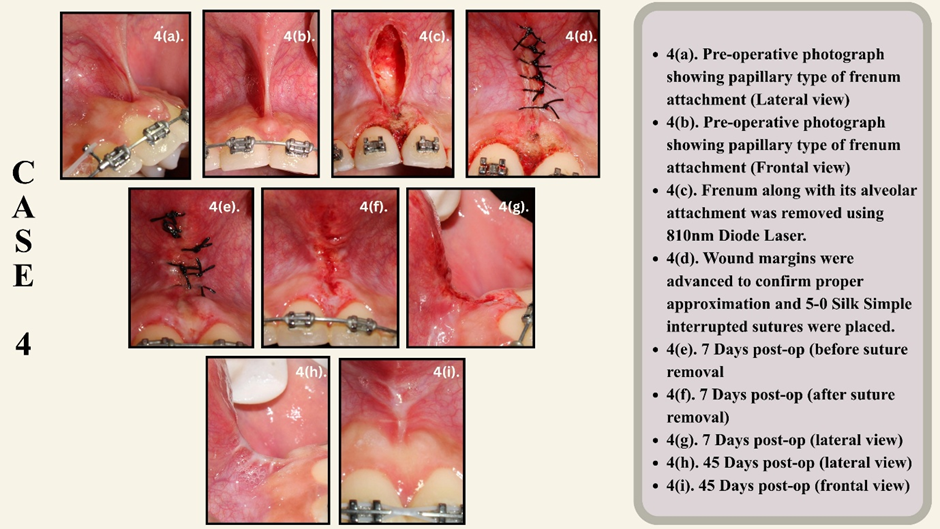 4(a).
4(b).
4(c).
4(d).
4(e).
4(f).
4(g).
4(h).
4(i).
CASE
4
• 4(a). Pre-operative photograph
showing papillary type of frenum
attachment (Lateral view)
• 4(b). Pre-operative photograph
showing papillary type of frenum
attachment (Frontal view)
• 4(c). Frenum along with its alveolar
attachment was removed using
810nm Diode Laser.
• 4(d). Wound margins were
advanced to confirm proper
approximation and 5-0 Silk Simple
interrupted sutures were placed.
• 4(e). 7 Days post-op (before suture
removal
• 4(f). 7 Days post-op (after suture
removal)
• 4(g). 7 Days post-op (lateral view)
• 4(h). 45 Days post-op (lateral view)
• 4(i). 45 Days post-op (frontal view)